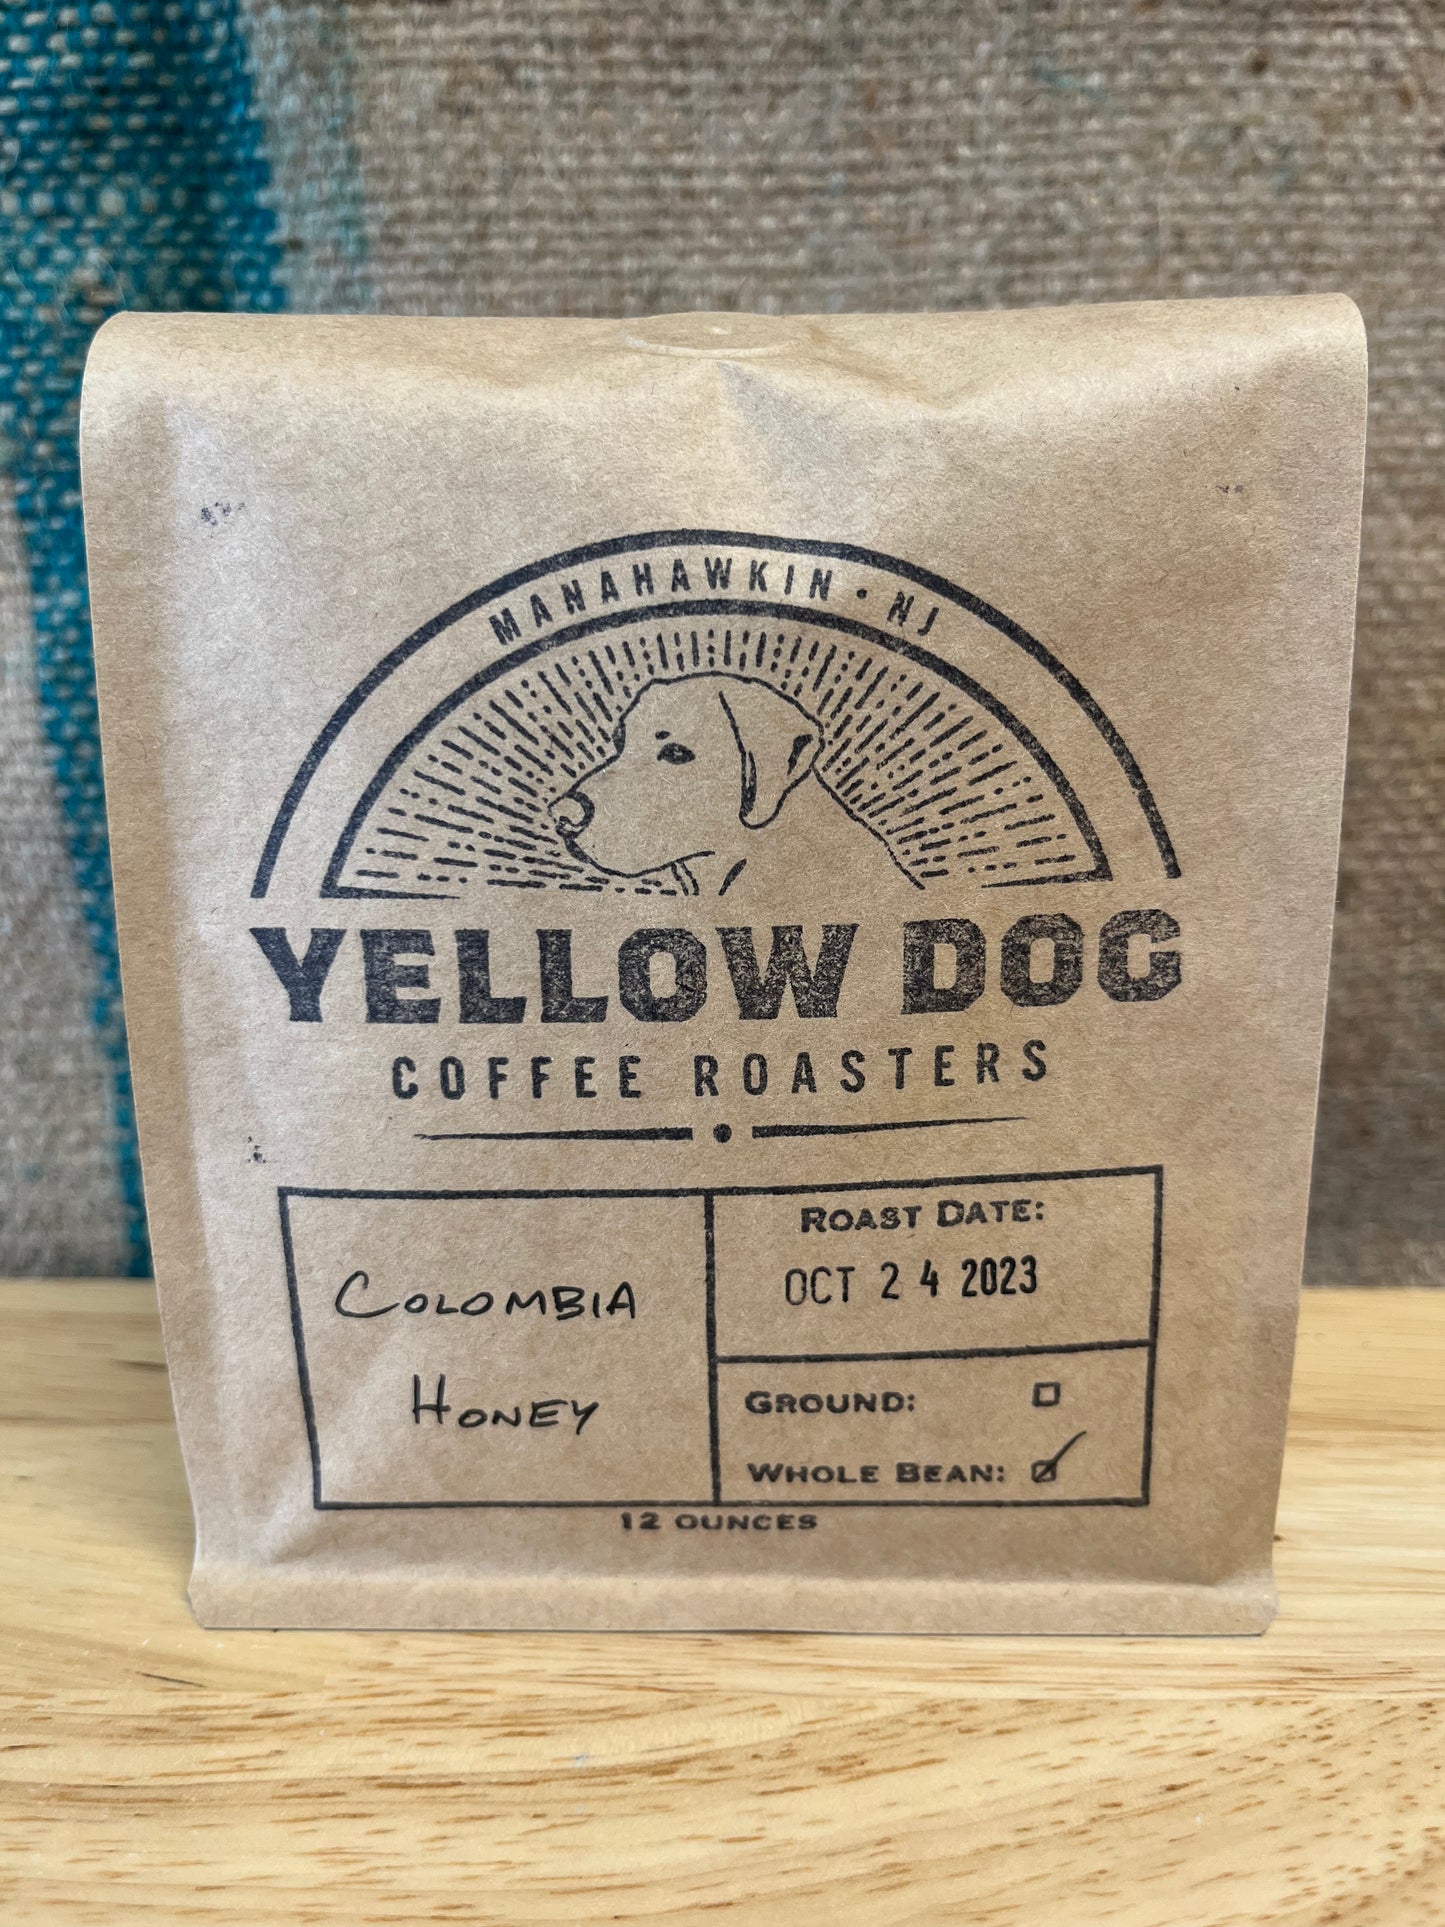 MANAHAWKIN • NJ
YELLOW DOG
COFFEE ROASTERS
COLOMBIA
HONEY
ROAST DATE:
OCT 24 2023
GROUND:
WHOLE BEAN:
12 OUNCES